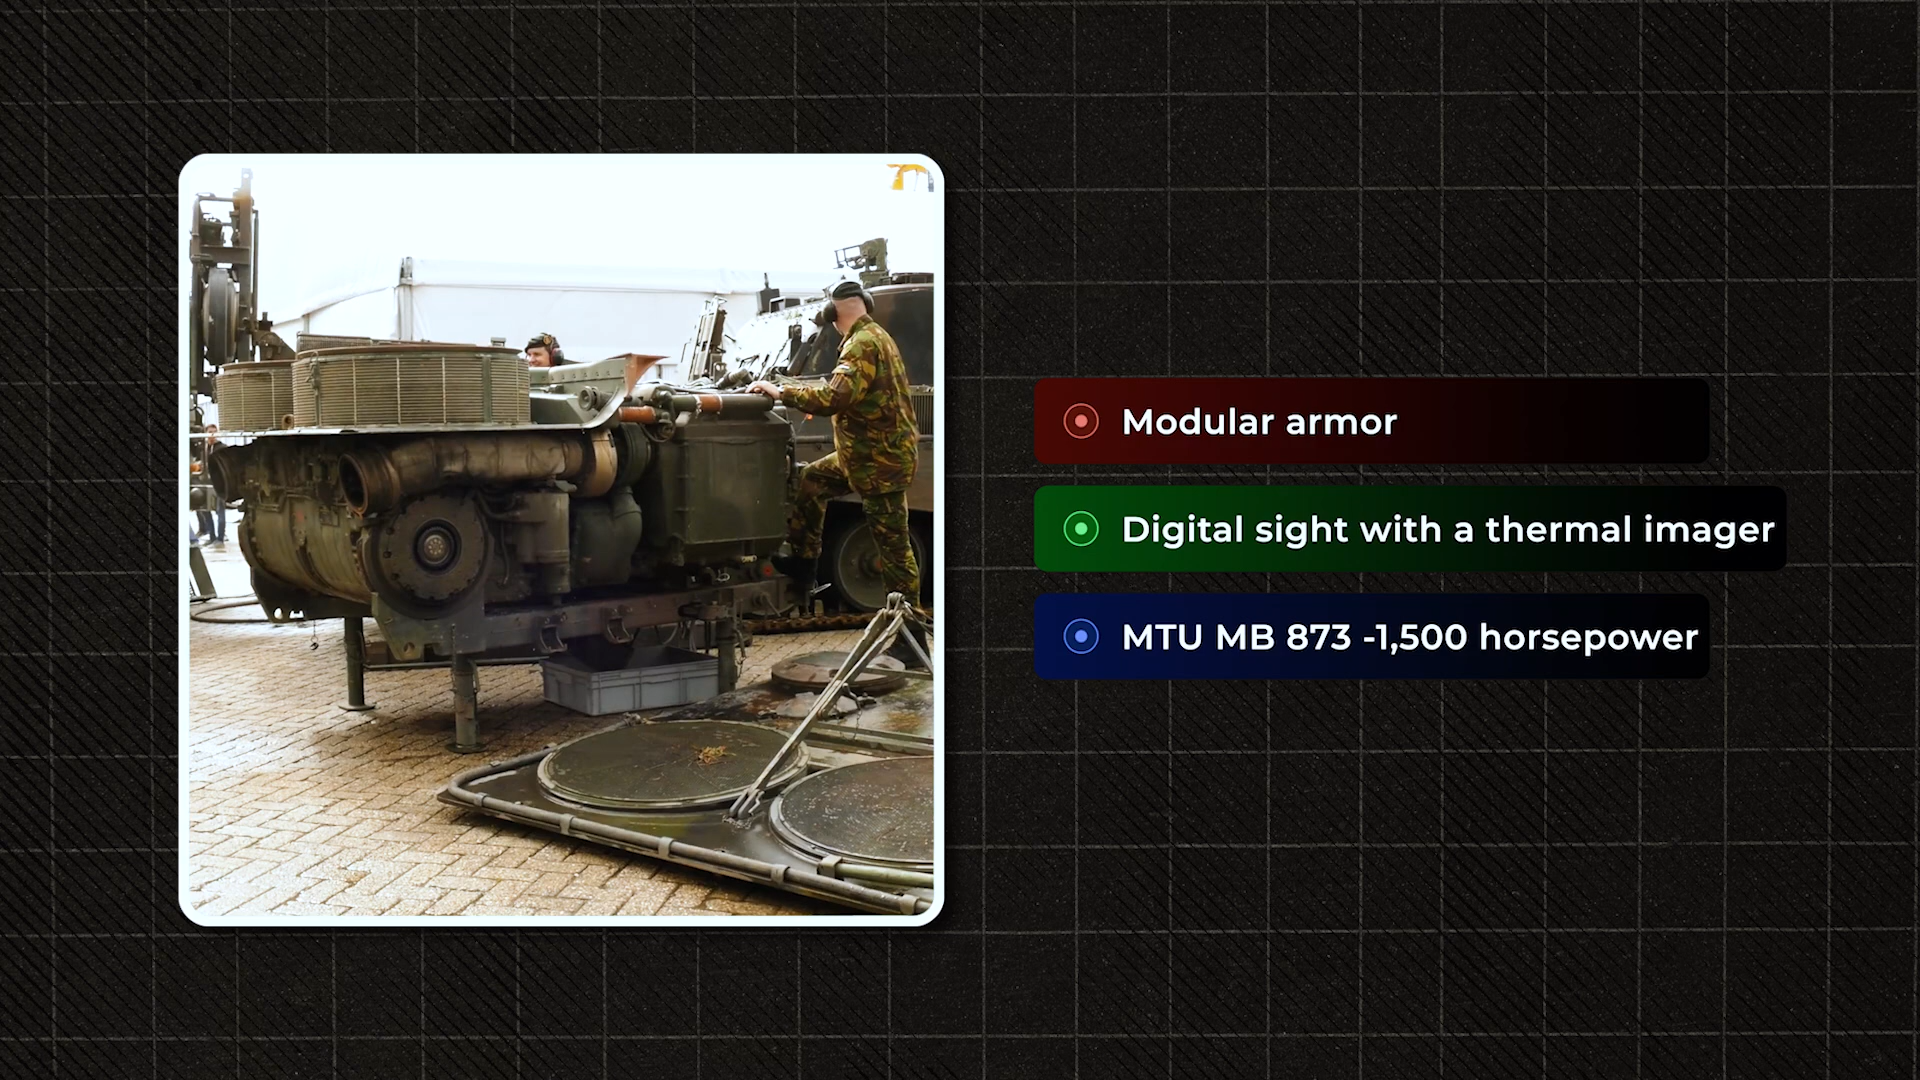 Modular armor
Digital sight with a thermal imager
MTU MB 873 -1,500 horsepower